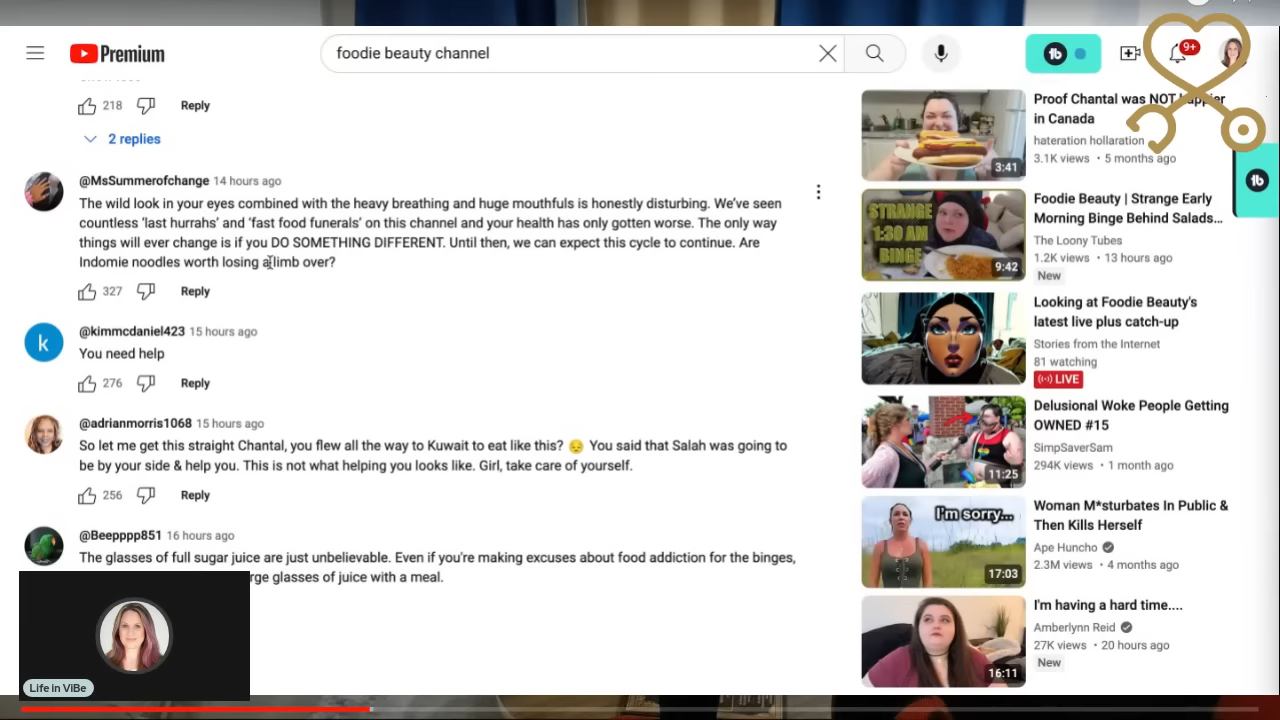 Premium
foodie beauty channel
9+
218
Reply
2 replies
@MsSummerofchange 14 hours ago
The wild look in your eyes combined with the heavy breathing and huge mouthfuls is honestly disturbing. We've seen
countless 'last hurrahs' and 'fast food funerals' on this channel and your health has only gotten worse. The only way
things will ever change is if you DO SOMETHING DIFFERENT. Until then, we can expect this cycle to continue. Are
Indomie noodles worth losing a limb over?
327
Reply
@kimmcdaniel423 15 hours ago
k
You need help
276
Reply
@adrianmorris1068 15 hours ago
So let me get this straight Chantal, you flew all the way to Kuwait to eat like this? 😔 You said that Salah was going to
be by your side & help you. This is not what helping you looks like. Girl, take care of yourself.
256
Reply
@Beepppp851 16 hours ago
The glasses of full sugar juice are just unbelievable. Even if you're making excuses about food addiction for the binges,
glasses of juice with a meal.
Life in ViBe
Proof Chantal was NOT happier
in Canada
hateration hollaration
3.1K views • 5 months ago
3:41
Foodie Beauty | Strange Early
Morning Binge Behind Salads...
The Loony Tubes
1.2K views • 13 hours ago
New
STRANGE
1:30 AM
BINGE
9:42
Looking at Foodie Beauty's
latest live plus catch-up
Stories from the Internet
81 watching
LIVE
Delusional Woke People Getting
OWNED #15
SimpSaverSam
294K views • 1 month ago
11:25
Woman M*sturbates In Public &
Then Kills Herself
Ape Huncho
2.3M views • 4 months ago
I'm sorry...
17:03
I'm having a hard time....
Amberlynn Reid
27K views • 20 hours ago
New
16:11